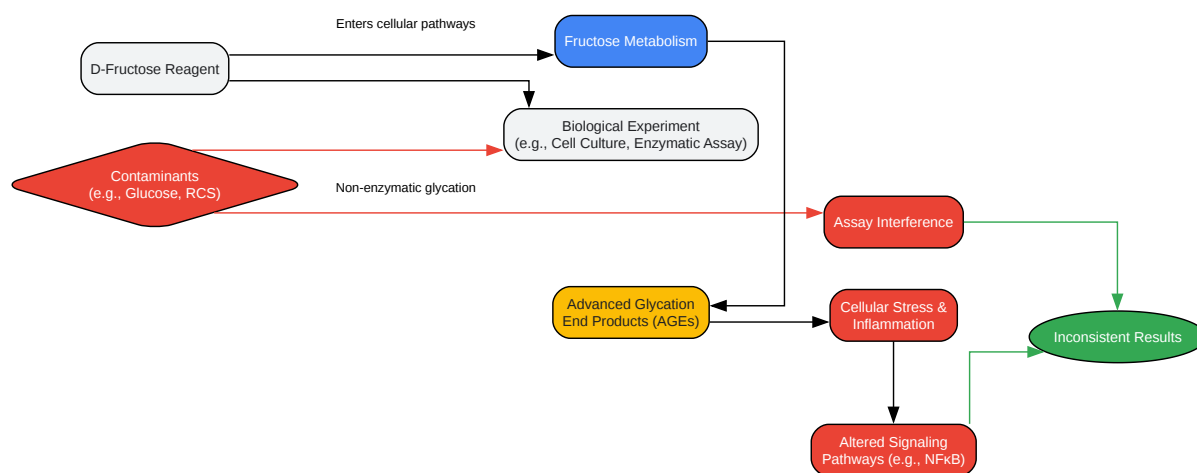 Enters cellular pathways
Fructose Metabolism
D-Fructose Reagent
Biological Experiment
(e.g., Cell Culture, Enzymatic Assay)
Contaminants
(e.g., Glucose, RCS)
Non-enzymatic glycation
Assay Interference
Advanced Glycation
End Products (AGEs)
Cellular Stress &
Inflammation
Inconsistent Results
Altered Signaling
Pathways (e.g., NFκB)